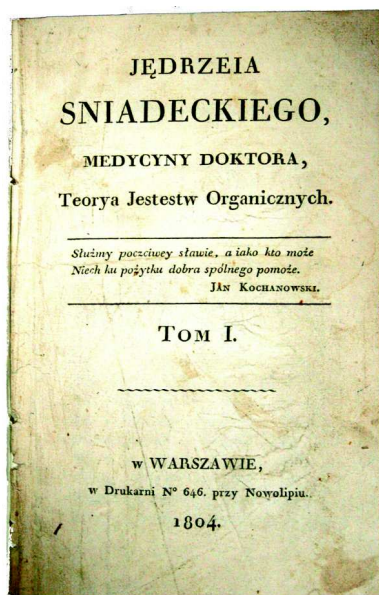 JĘDRZEIA
SNIADECKIEGO,
MEDYCYNY DOKTORA,
Teorya Jestestw Organicznych.
Służmy poczciwey sławie, a iako kto może
Niech ku pożytku dobra spólnego pomoże.
JAN KOCHANOWSKI.
TOM I.
w WARSZAWIE,
w Drukarni Nº 646. przy Nowolipiu.
1804.